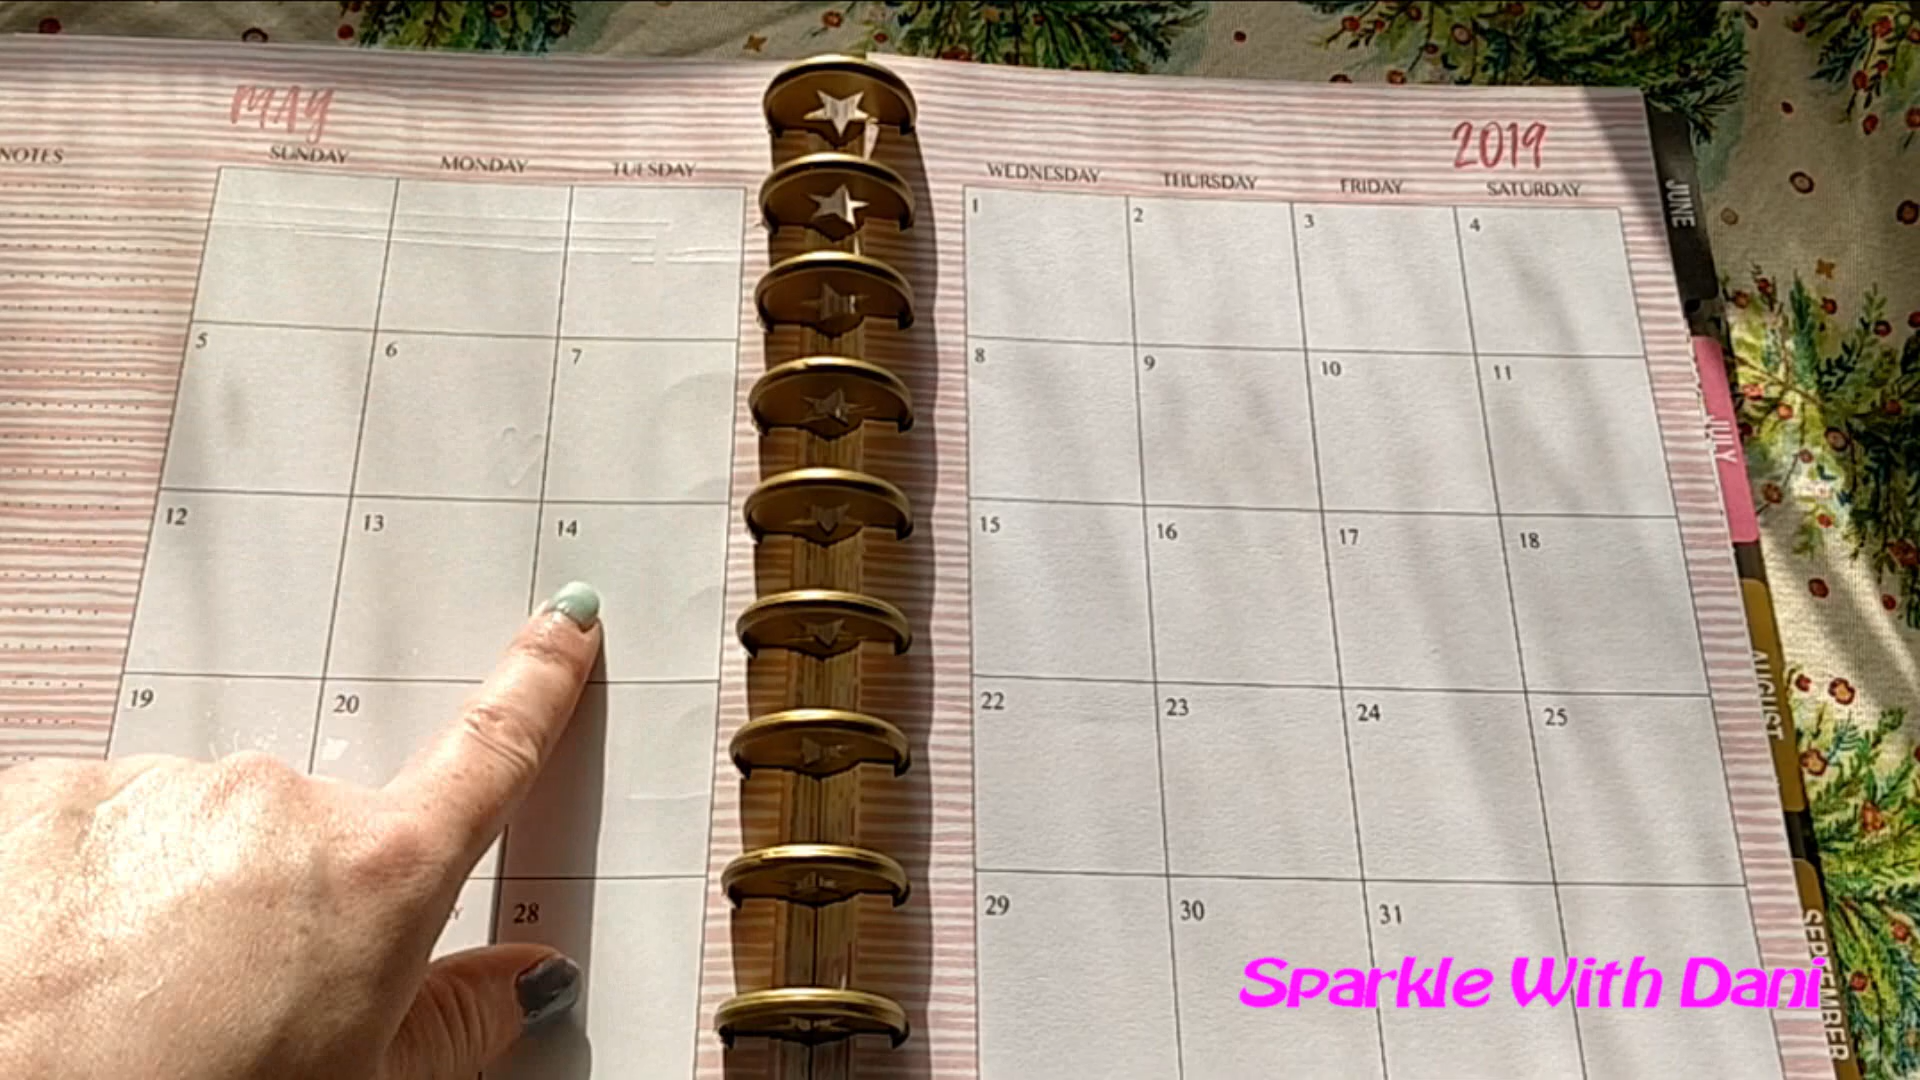 MAY
2019
NOTES SUNDAY MONDAY TUESDAY WEDNESDAY THURSDAY FRIDAY SATURDAY
1 2 3 4
5 6 7 8 9 10 11
12 13 14 15 16 17 18
19 20 22 23 24 25
28 29 30 31
JUNE
JULY
AUGUST
SEPTEMBER
Sparkle With Dani